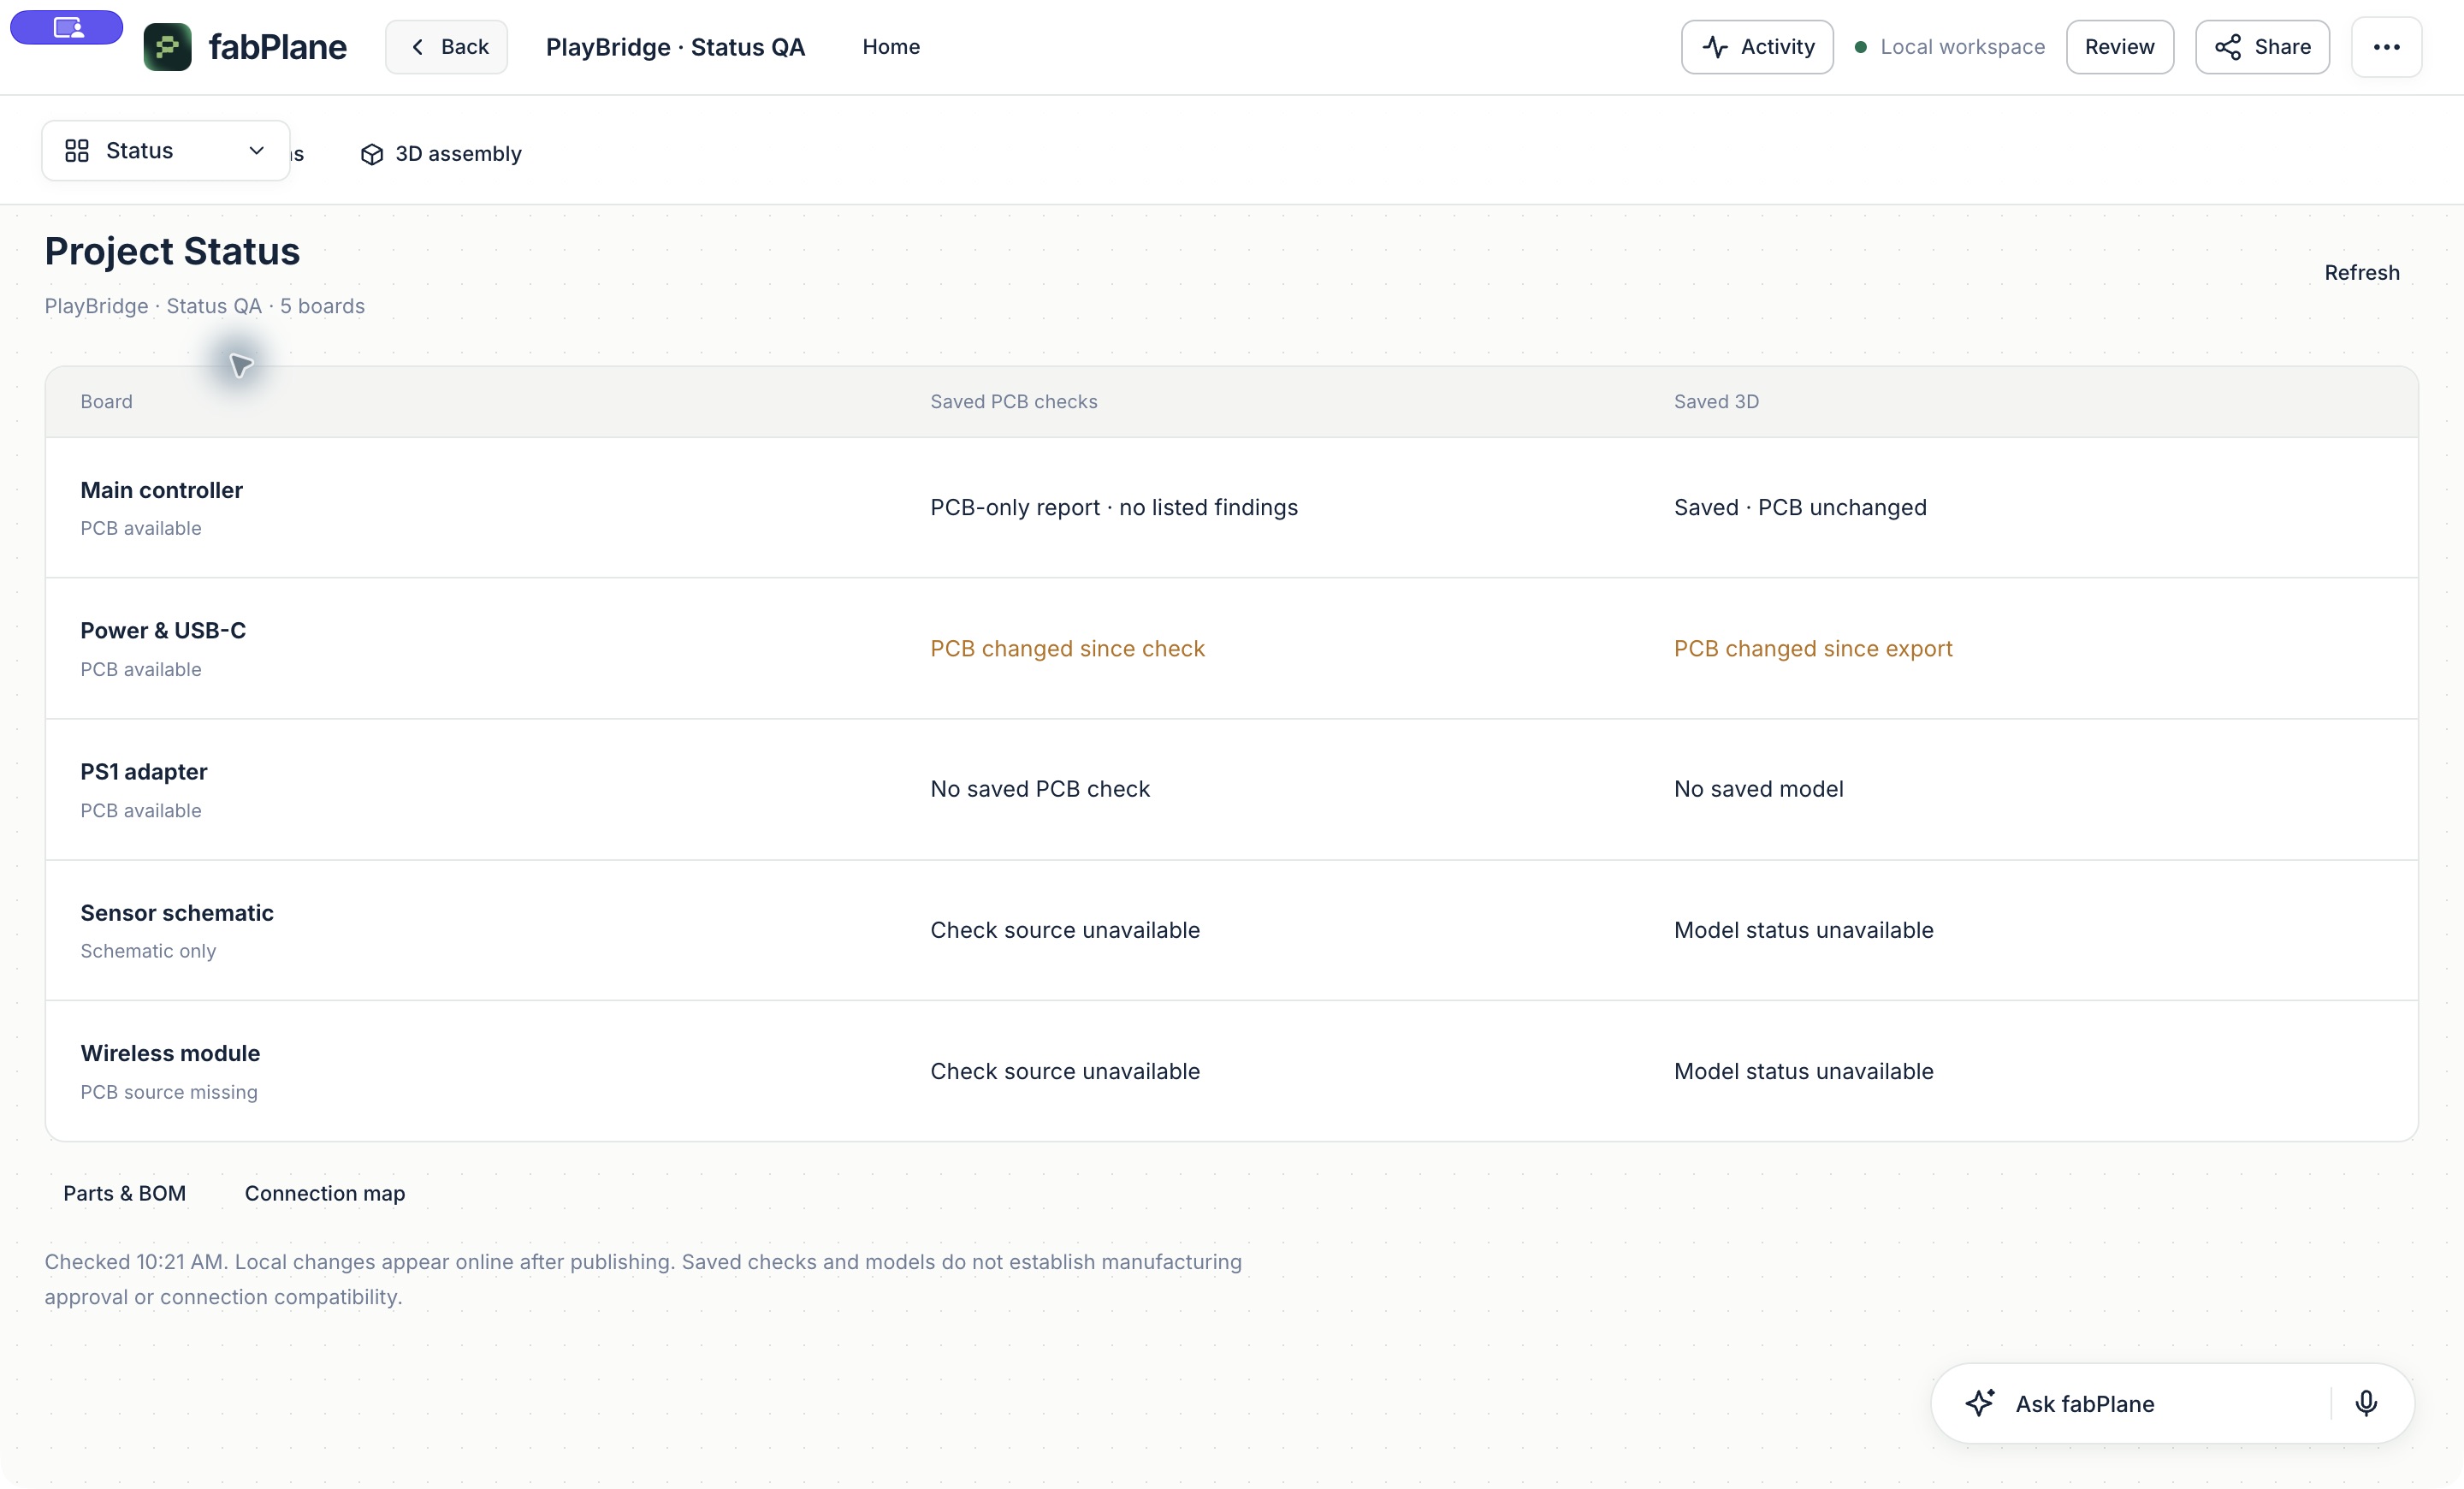 fabPlane
Back
PlayBridge · Status QA
Home
Activity
Local workspace
Review
Share
Status
3D assembly
Project Status
PlayBridge · Status QA · 5 boards
Refresh
Board
Saved PCB checks
Saved 3D
Main controller
PCB available
PCB-only report · no listed findings
Saved · PCB unchanged
Power & USB-C
PCB available
PCB changed since check
PCB changed since export
PS1 adapter
PCB available
No saved PCB check
No saved model
Sensor schematic
Schematic only
Check source unavailable
Model status unavailable
Wireless module
PCB source missing
Check source unavailable
Model status unavailable
Parts & BOM
Connection map
Checked 10:21 AM. Local changes appear online after publishing. Saved checks and models do not establish manufacturing
approval or connection compatibility.
Ask fabPlane